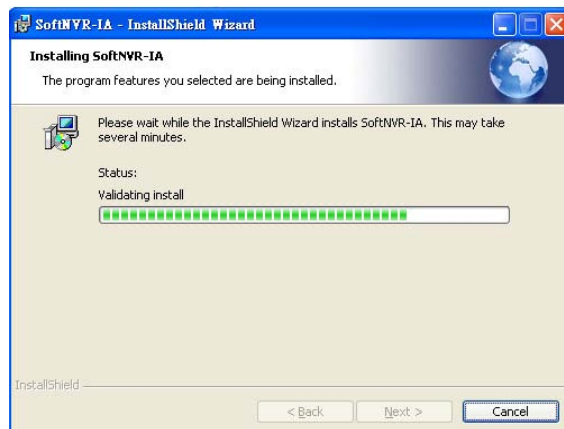 SoftNVR-IA - InstallShield Wizard
Installing SoftNVR-IA
The program features you selected are being installed.
Please wait while the InstallShield Wizard installs SoftNVR-IA. This may take
several minutes.
Status:
Validating install
InstallShield
< Back
Next >
Cancel